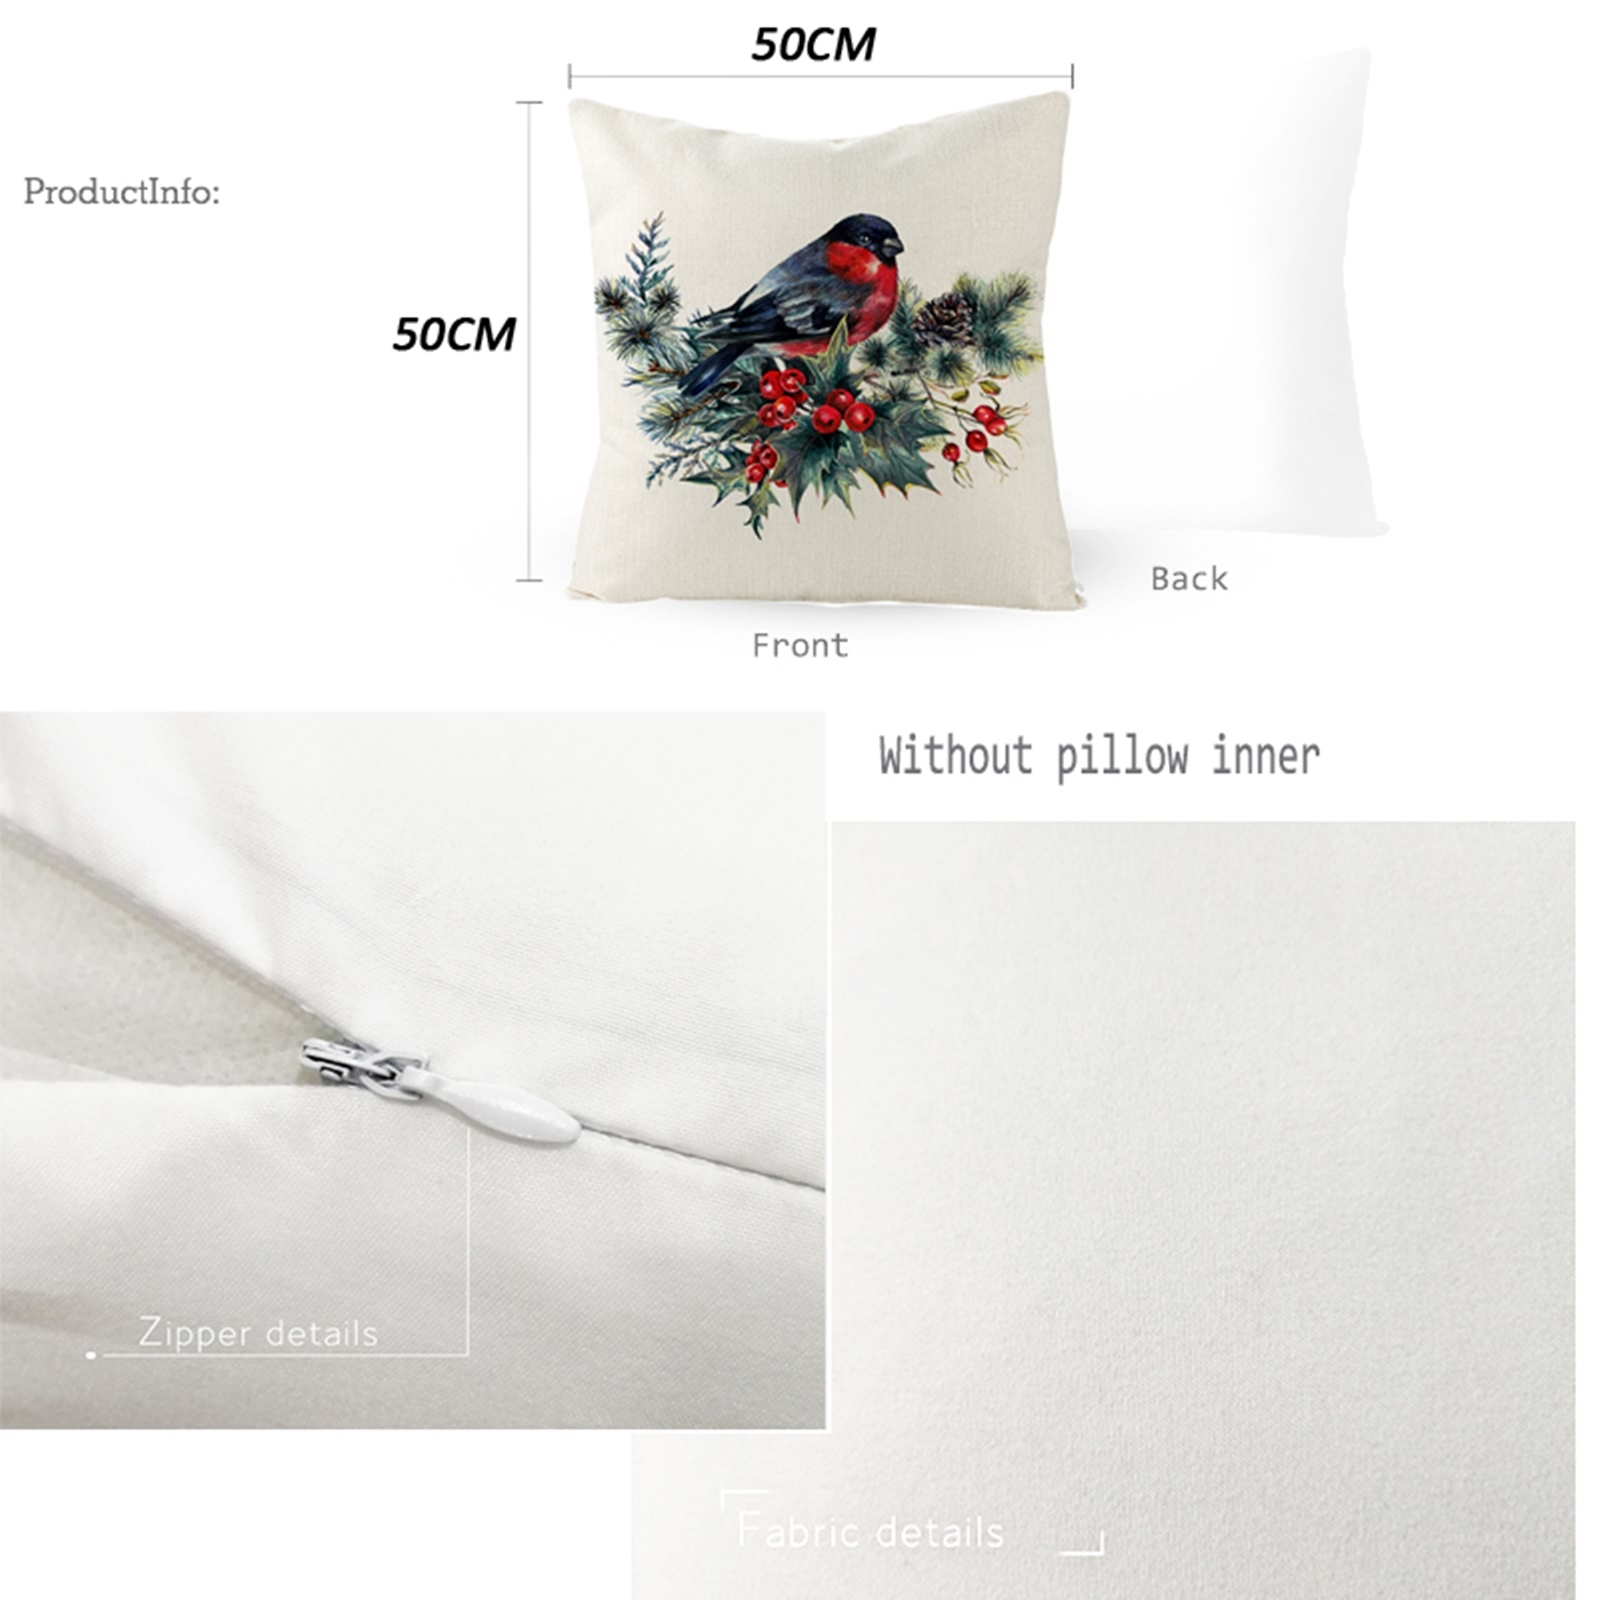 50CM
ProductInfo:
50CM
Back
Front
Without pillow inner
Zipper details
Fabric details